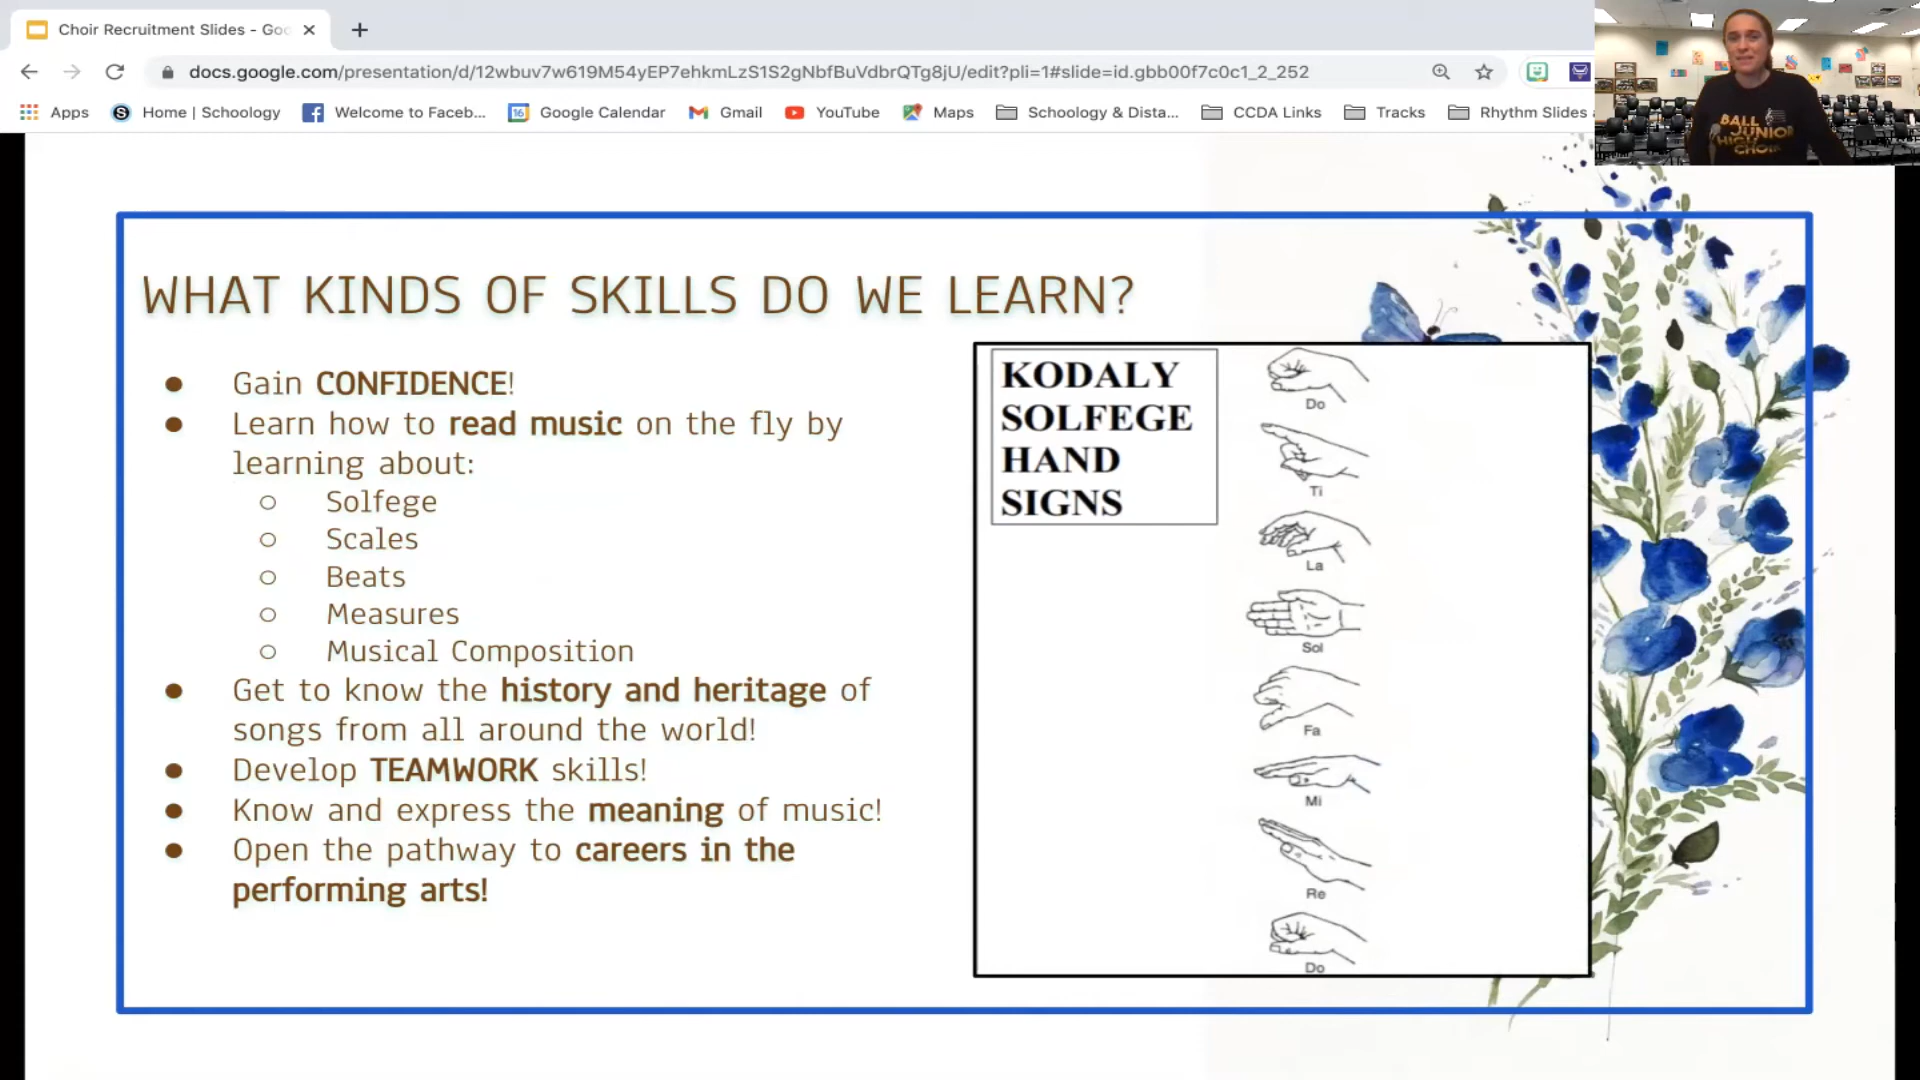 Choir Recruitment Slides - Goo
docs.google.com/presentation/d/12wbuv7w619M54yEP7ehkmLzS1S2gNbfBuVdbrQTg8jU/edit?pli=1#slide=id.gbb00f7c0c1_2_252
Apps Home | Schoology Welcome to Faceb... 16 Google Calendar Gmail YouTube Maps Schoology & Dista... CCDA Links Tracks Rhythm Slides
BALL
JUNIOR
HIGH
CHOIR
WHAT KINDS OF SKILLS DO WE LEARN?
● Gain CONFIDENCE!
● Learn how to read music on the fly by
learning about:
○ Solfege
○ Scales
○ Beats
○ Measures
○ Musical Composition
● Get to know the history and heritage of
songs from all around the world!
● Develop TEAMWORK skills!
● Know and express the meaning of music!
● Open the pathway to careers in the
performing arts!
KODALY
SOLFEGE
HAND
SIGNS
Do
Ti
La
Sol
Fa
Mi
Re
Do